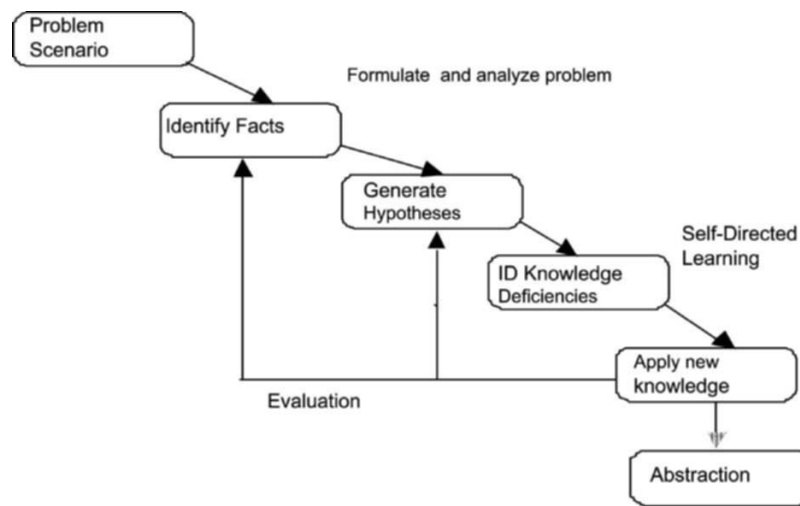 Problem
Scenario
Formulate and analyze problem
Identify Facts
Generate
Hypotheses
Self-Directed
Learning
ID Knowledge
Deficiencies
Apply new
knowledge
Evaluation
Abstraction